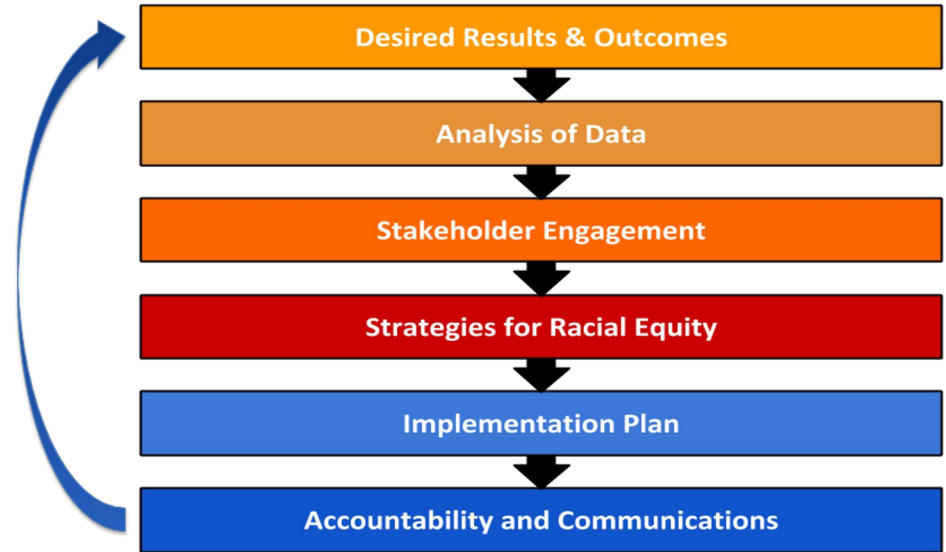 Desired Results & Outcomes
Analysis of Data
Stakeholder Engagement
Strategies for Racial Equity
Implementation Plan
Accountability and Communications